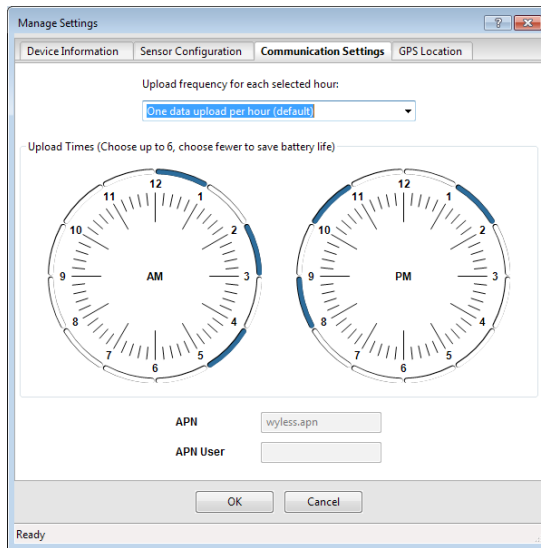 Manage Settings
Device Information Sensor Configuration Communication Settings GPS Location
Upload frequency for each selected hour:
One data upload per hour (default)
Upload Times (Choose up to 6, choose fewer to save battery life)
12
1
2
3
4
5
6
7
8
9
10
11
AM
12
1
2
3
4
5
6
7
8
9
10
11
PM
APN wyless.apn
APN User
OK Cancel
Ready